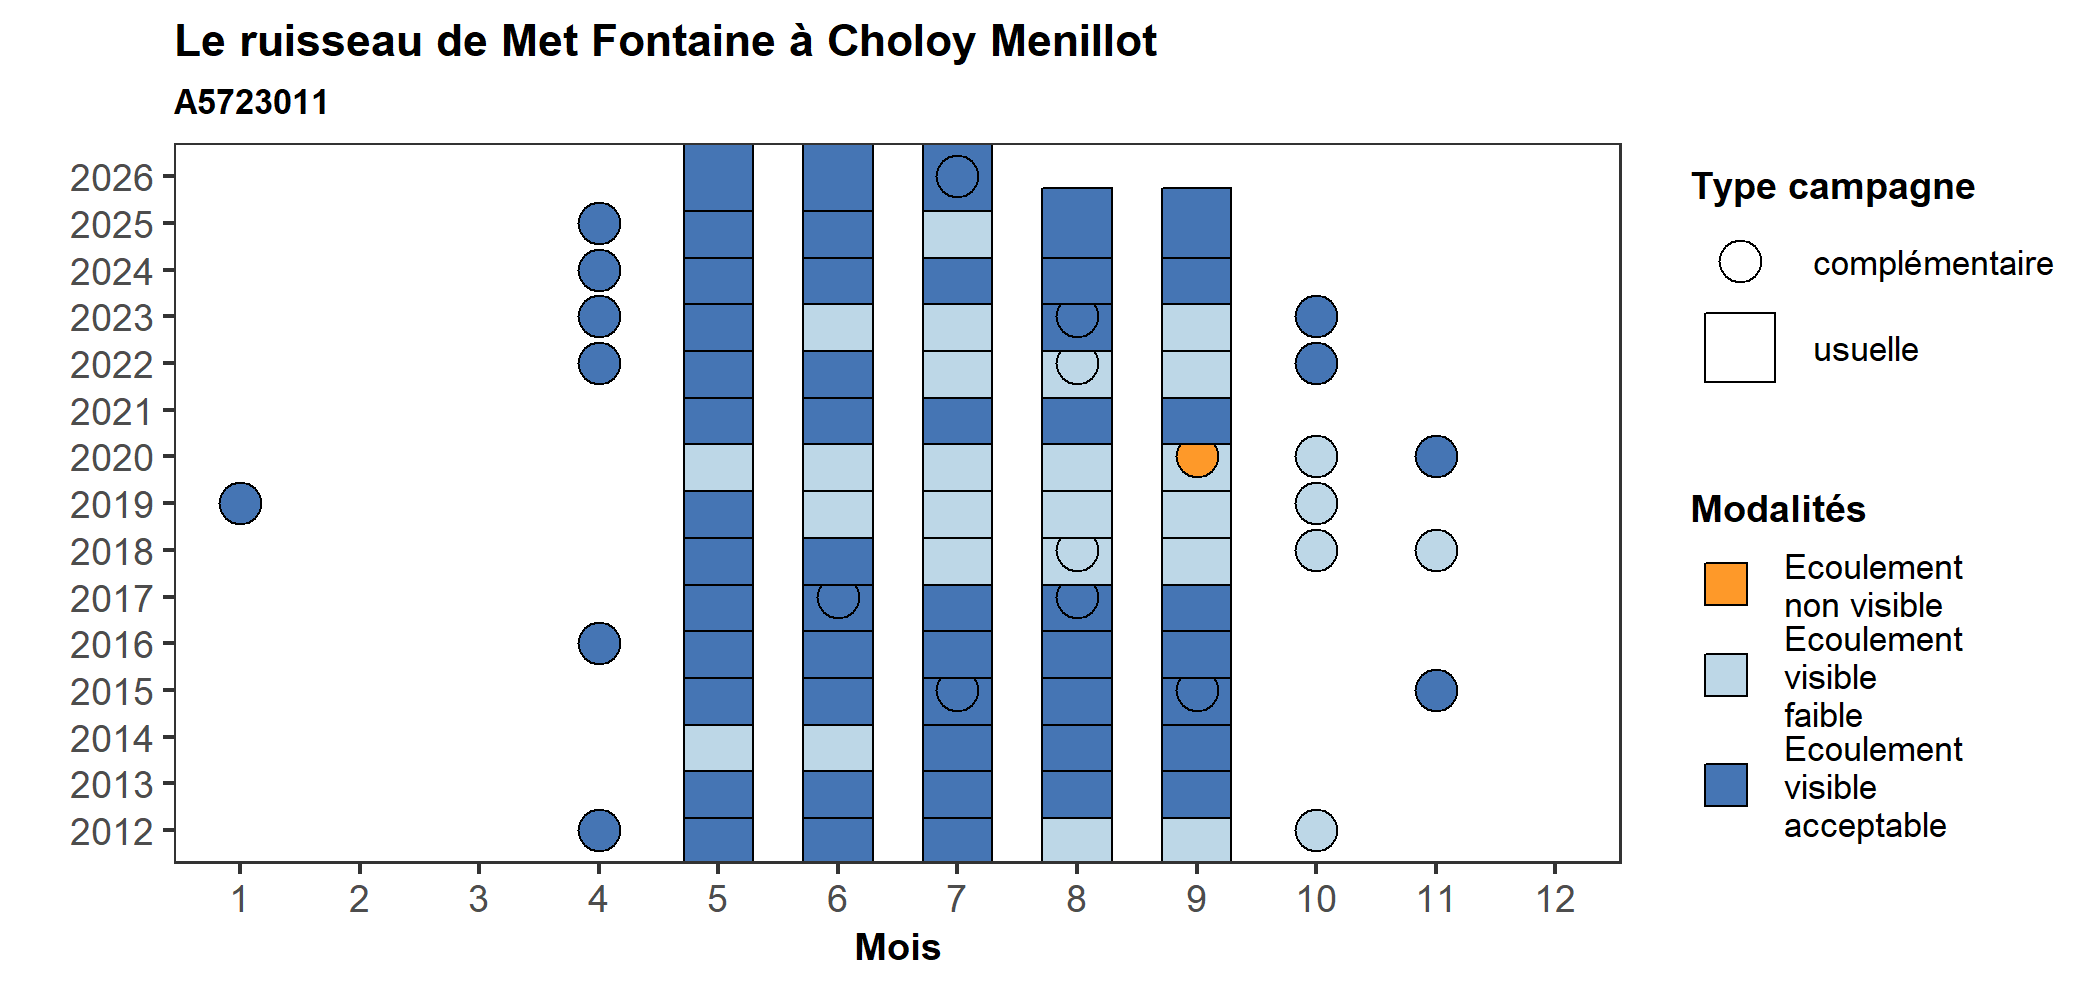 Le ruisseau de Met Fontaine à Choloy Menillot
A5723011
2026
2025
2024
2023
2022
2021
2020
2019
2018
2017
2016
2015
2014
2013
2012
1 2 3 4 5 6 7 8 9 10 11 12
Mois
Type campagne
complémentaire
usuelle
Modalités
Ecoulement
non visible
Ecoulement
visible
faible
Ecoulement
visible
acceptable